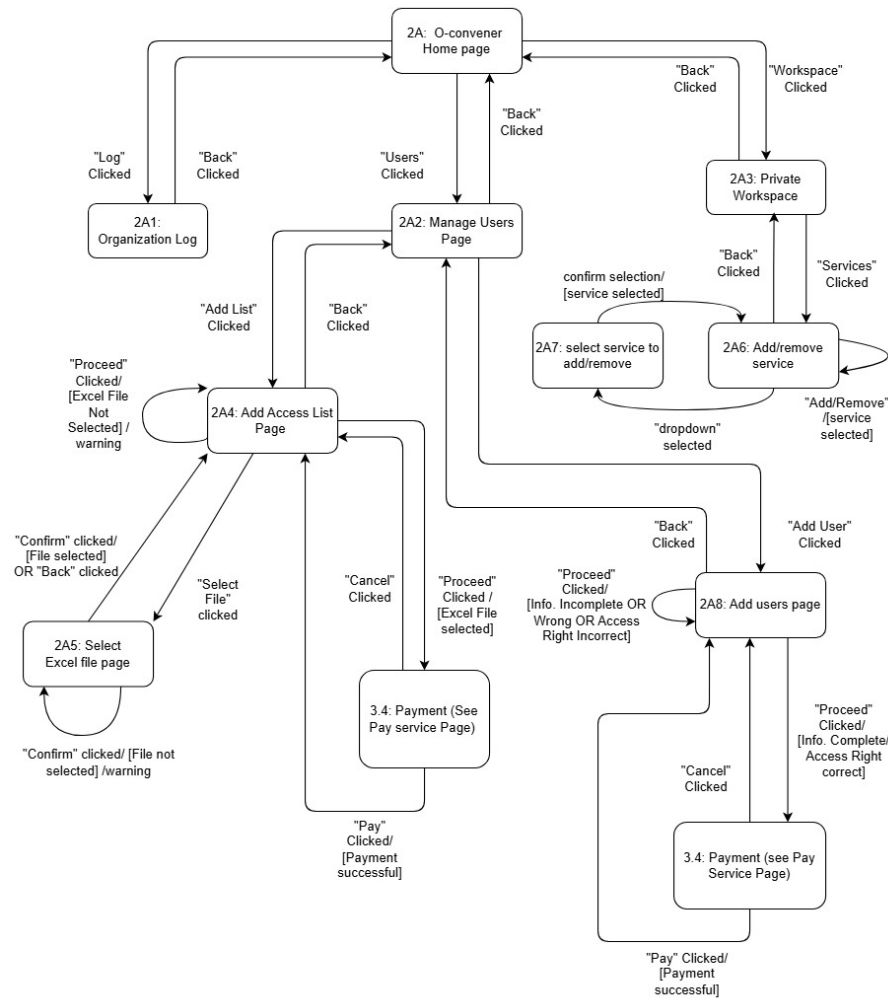 2A: O-convener
Home page
"Back"
Clicked
"Workspace"
Clicked
"Back"
Clicked
"Log"
Clicked
"Back"
Clicked
"Users"
Clicked
2A3: Private
Workspace
2A1:
Organization Log
2A2: Manage Users
Page
"Back"
Clicked
"Services"
Clicked
confirm selection/
[service selected]
"Add List"
Clicked
"Back"
Clicked
2A7: select service to
add/remove
2A6: Add/remove
service
"Proceed"
Clicked/
[Excel File
Not
Selected] /
warning
2A4: Add Access List
Page
"Add/Remove"
/[service
selected]
"dropdown"
selected
"Back"
Clicked
"Add User"
Clicked
"Confirm" clicked/
[File selected]
OR "Back" clicked
"Select
File"
clicked
"Cancel"
Clicked
"Proceed"
Clicked /
[Excel File
selected]
"Proceed"
Clicked/
[Info. Incomplete OR
Wrong OR Access
Right Incorrect]
2A8: Add users page
2A5: Select
Excel file page
3.4: Payment (See
Pay service Page)
"Proceed"
Clicked/
[Info. Complete/
Access Right
correct]
"Confirm" clicked/ [File not
selected] /warning
"Cancel"
Clicked
"Pay"
Clicked/
[Payment
successful]
3.4: Payment (see Pay
Service Page)
"Pay" Clicked/
[Payment
successful]